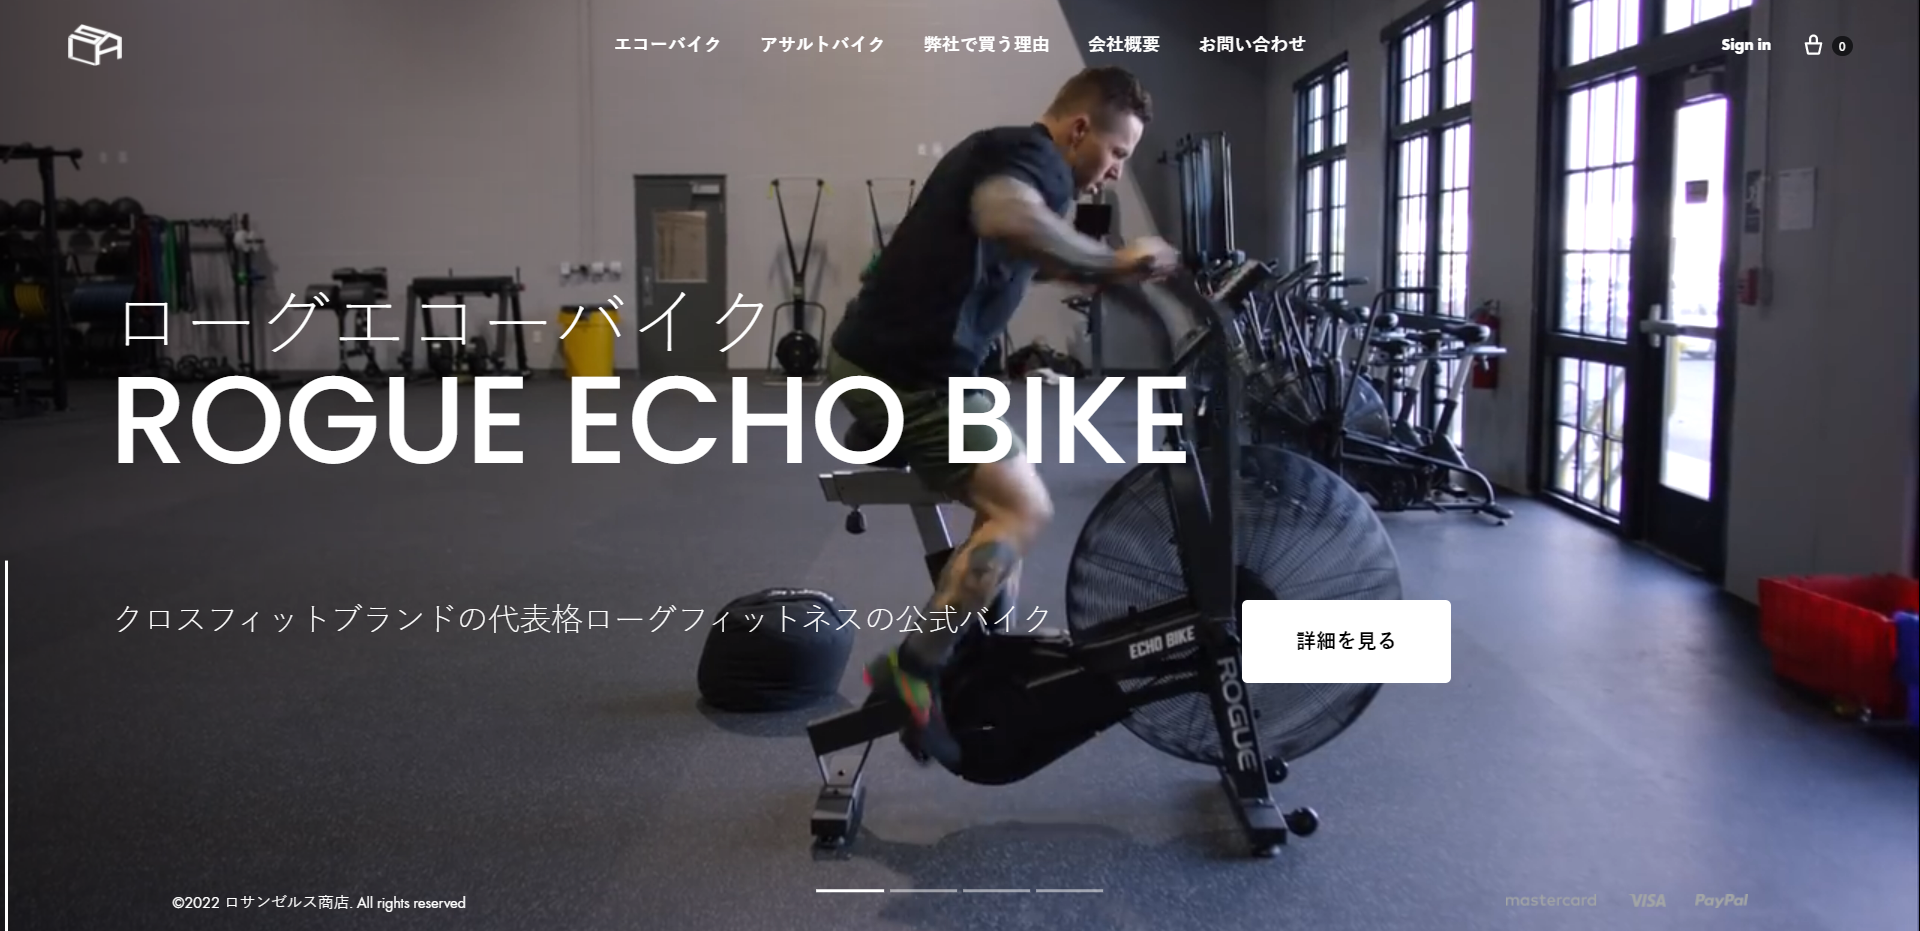 エコーバイク アサルトバイク 弊社で買う理由 会社概要 お問い合わせ Sign in 0
ローグエコーバイク
ROGUE ECHO BIKE
クロスフィットブランドの代表格ローグフィットネスの公式バイク
詳細を見る
ECHO BIKE
ROGUE
©2022 ロサンゼルス商店. All rights reserved
mastercard VISA PayPal